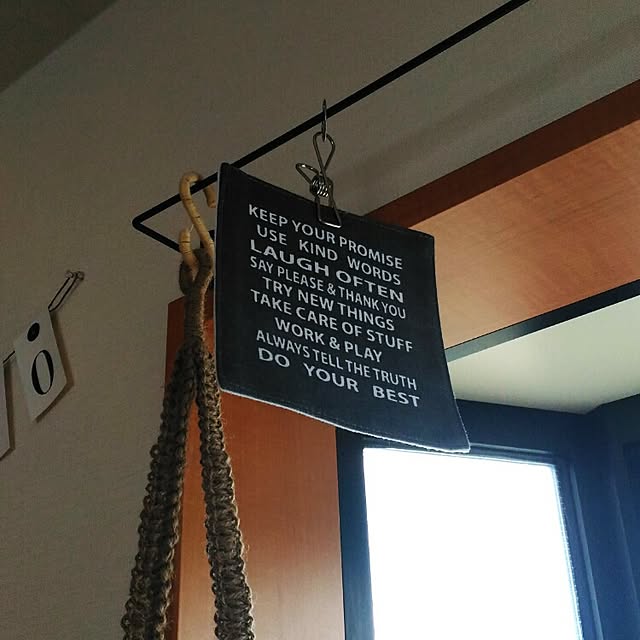 KEEP YOUR PROMISE
USE KIND WORDS
LAUGH OFTEN
SAY PLEASE & THANK YOU
TRY NEW THINGS
TAKE CARE OF STUFF
WORK & PLAY
ALWAYS TELL THE TRUTH
DO YOUR BEST
O